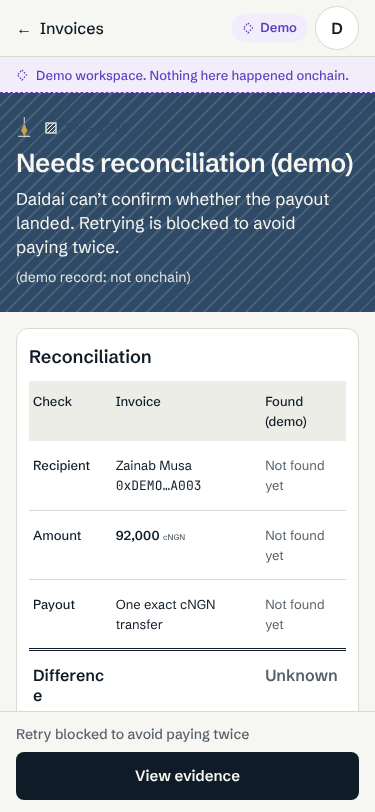 ← Invoices
Demo
D
Demo workspace. Nothing here happened onchain.
Needs reconciliation (demo)
Daidai can’t confirm whether the payout
landed. Retrying is blocked to avoid
paying twice.
(demo record: not onchain)
Reconciliation
Check Invoice Found
(demo)
Recipient Zainab Musa Not found
0xDEMO…A003 yet
Amount 92,000 cNGN Not found
yet
Payout One exact cNGN Not found
transfer yet
Differenc Unknown
e
Retry blocked to avoid paying twice
View evidence